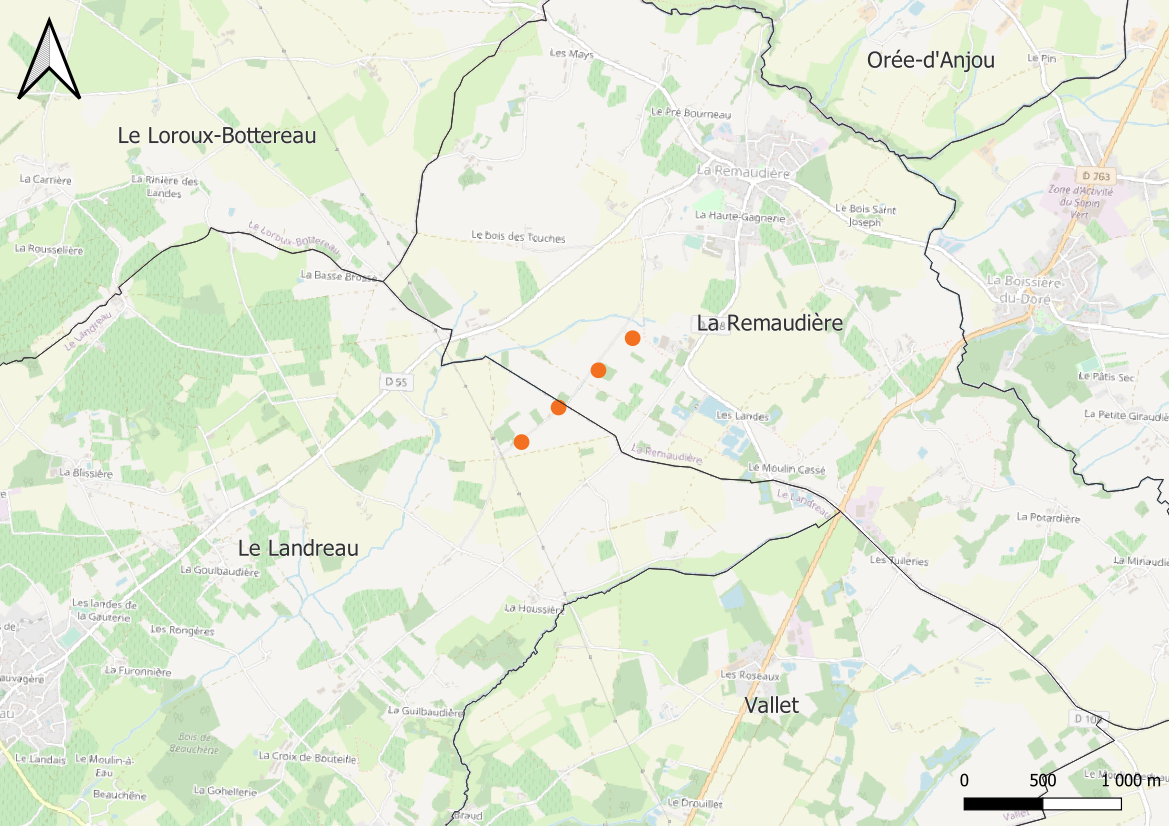 Les Mays
Orée-d'Anjou
Le Pin
Le Pré Bourneau
Le Loroux-Bottereau
La Remaudière
D 763
La Carrière
La Rinière des
Landes
Zone d'Activité
du Sapin
Vert
La Haute-Gagnerie
Le Bois Saint
Joseph
La Rousselière
Le Loroux-Bottereau
Le Bois des Touches
La Basse Brosse
La Boissière
-du-Doré
Le Landreau
La Remaudière
D 55
Le Pâtis Sec
Les Landes
La Petite Giraudiè
La Remaudière
La Blissière
Le Moulin Cassé
Le Landreau
La Potardière
Le Landreau
Les Tuileries
La Minaudiè
La Goulbaudière
Les landes de
la Gauterie
La Houssière
Les Rongères
La Furonnière
Les Roseaux
Vallet
La Guilbaudière
D 106
Bois de
Beauchêne
Le Landais
Le Moulin-à-
Eau
La Croix de Bouteille
0 500 1 000 m
Beauchêne
La Gohellerie
Le Drouillet
Vallet